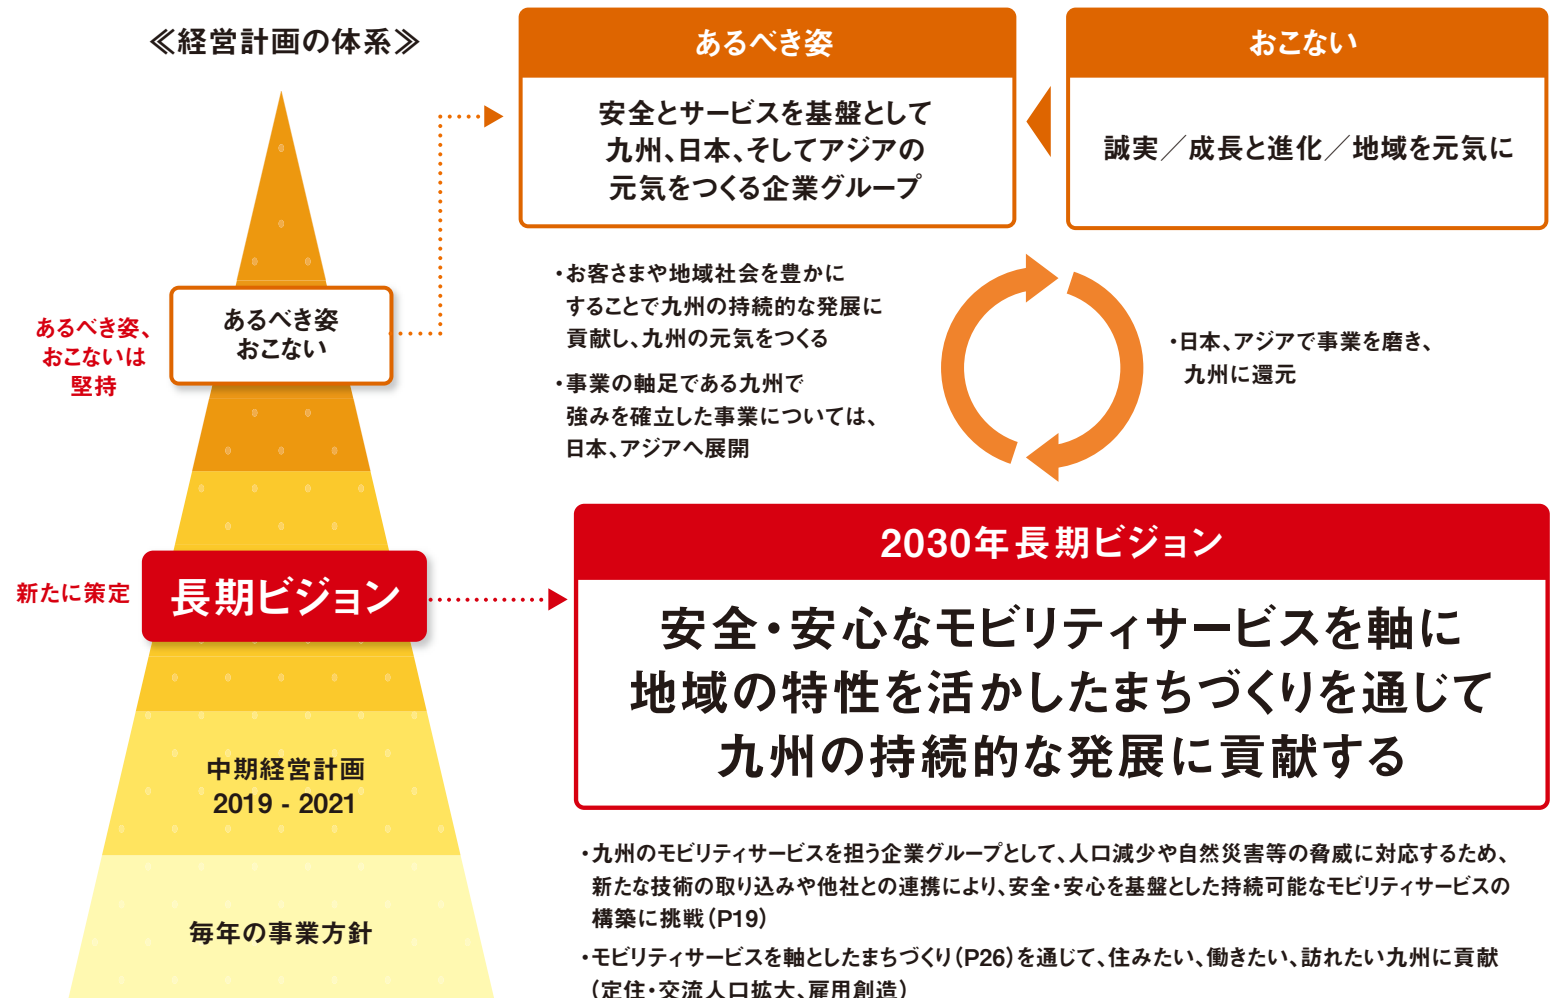 ≪経営計画の体系≫
あるべき姿
安全とサービスを基盤として
九州、日本、そしてアジアの
元気をつくる企業グループ
おこない
誠実／成長と進化／地域を元気に
あるべき姿、
おこないは
堅持
あるべき姿
おこない
・お客さまや地域社会を豊かに
することで九州の持続的な発展に
貢献し、九州の元気をつくる
・事業の軸足である九州で
強みを確立した事業については、
日本、アジアへ展開
・日本、アジアで事業を磨き、
九州に還元
新たに策定
長期ビジョン
2030年長期ビジョン
安全・安心なモビリティサービスを軸に
地域の特性を活かしたまちづくりを通じて
九州の持続的な発展に貢献する
中期経営計画
2019 - 2021
毎年の事業方針
・九州のモビリティサービスを担う企業グループとして、人口減少や自然災害等の脅威に対応するため、
新たな技術の取り込みや他社との連携により、安全・安心を基盤とした持続可能なモビリティサービスの
構築に挑戦（P19）
・モビリティサービスを軸としたまちづくり（P26）を通じて、住みたい、働きたい、訪れたい九州に貢献
（定住・交流人口拡大、雇用創造）